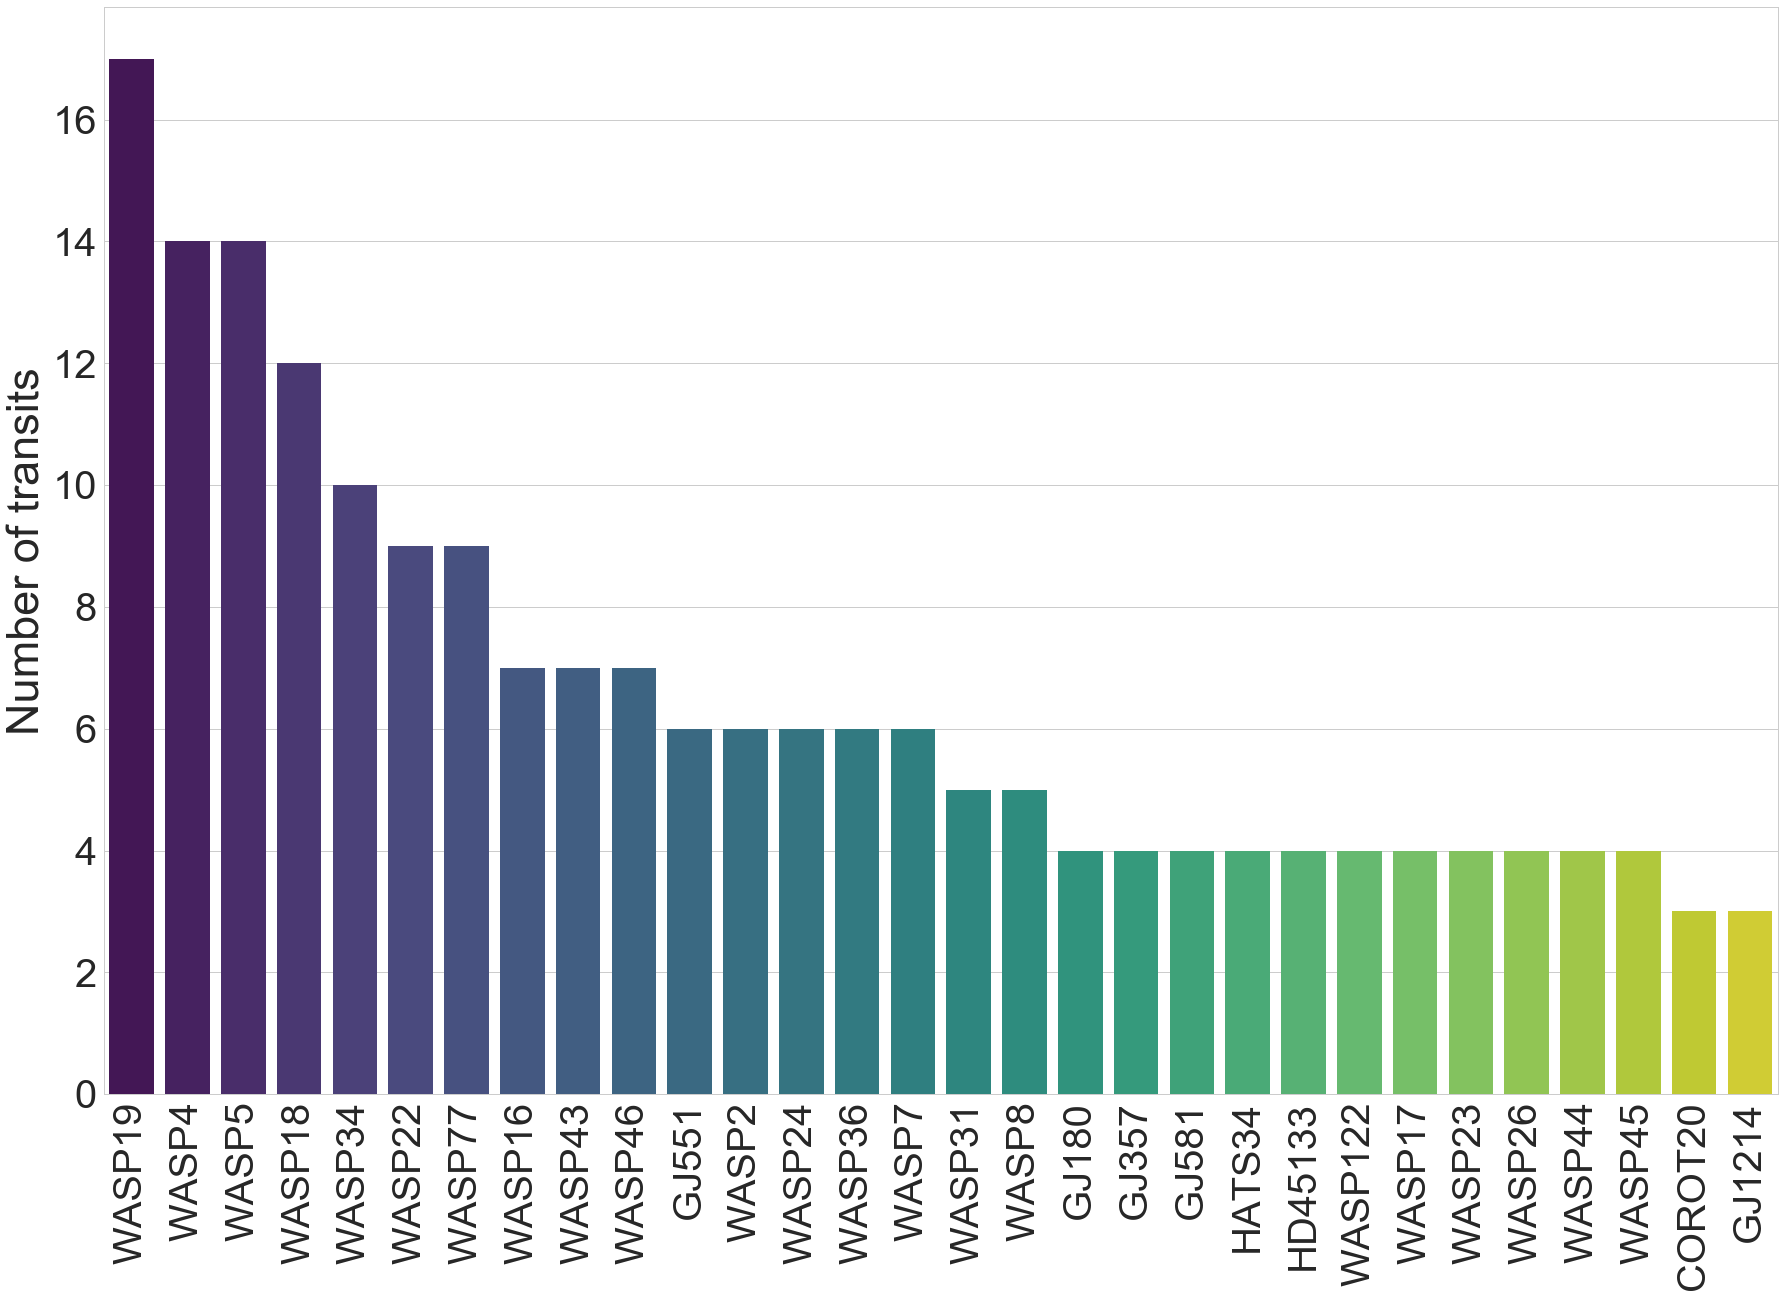 Number of transits
16
14
12
10
8
6
4
2
0
WASP19
WASP4
WASP5
WASP18
WASP34
WASP22
WASP77
WASP16
WASP43
WASP46
GJ551
WASP2
WASP24
WASP36
WASP7
WASP31
WASP8
GJ180
GJ357
GJ581
HATS34
HD45133
WASP122
WASP17
WASP23
WASP26
WASP44
WASP45
COROT20
GJ1214